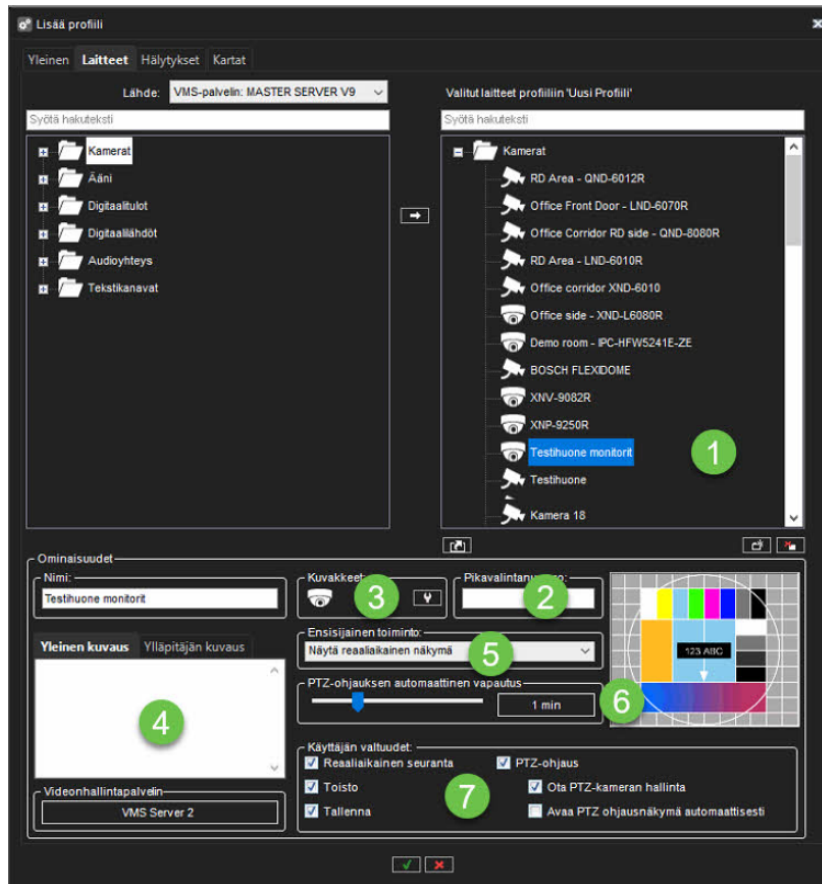 Lisää profiili
Yleinen Laitteet Hälytykset Kartat
Lähde: VMS-palvelin: MASTER SERVER V9
Valitut laitteet profiiliin 'Uusi Profiili'
Syötä hakuteksti
Syötä hakuteksti
Kamerat
Ääni
Digitaalitulot
Digitaalilähdöt
Audioyhteys
Tekstikanavat
Kamerat
RD Area - QND-6012R
Office Front Door - LND-6070R
Office Corridor RD side - QND-8080R
RD Area - LND-6010R
Office corridor XND-6010
Office side - XND-L6080R
Demo room - IPC-HFW5241E-ZE
BOSCH FLEXIDOME
XNV-9082R
XNP-9250R
Testihuone monitorit
1
Testihuone
Kamera 18
Ominaisuudet
Nimi:
Testihuone monitorit
Kuvakkeet
3
2
123 ABC
Yleinen kuvaus Ylläpitäjän kuvaus
4
Ensisijainen toiminto:
Näytä reaaliaikainen näkymä
5
PTZ-ohjauksen automaattinen vapautus
1 min
6
Videonhallintapalvelin
VMS Server 2
Käyttäjän valtuudet:
Reaaliaikainen seuranta PTZ-ohjaus
Toisto Ota PTZ-kameran hallinta
7
Tallenna Avaa PTZ ohjausnäkymä automaattisesti